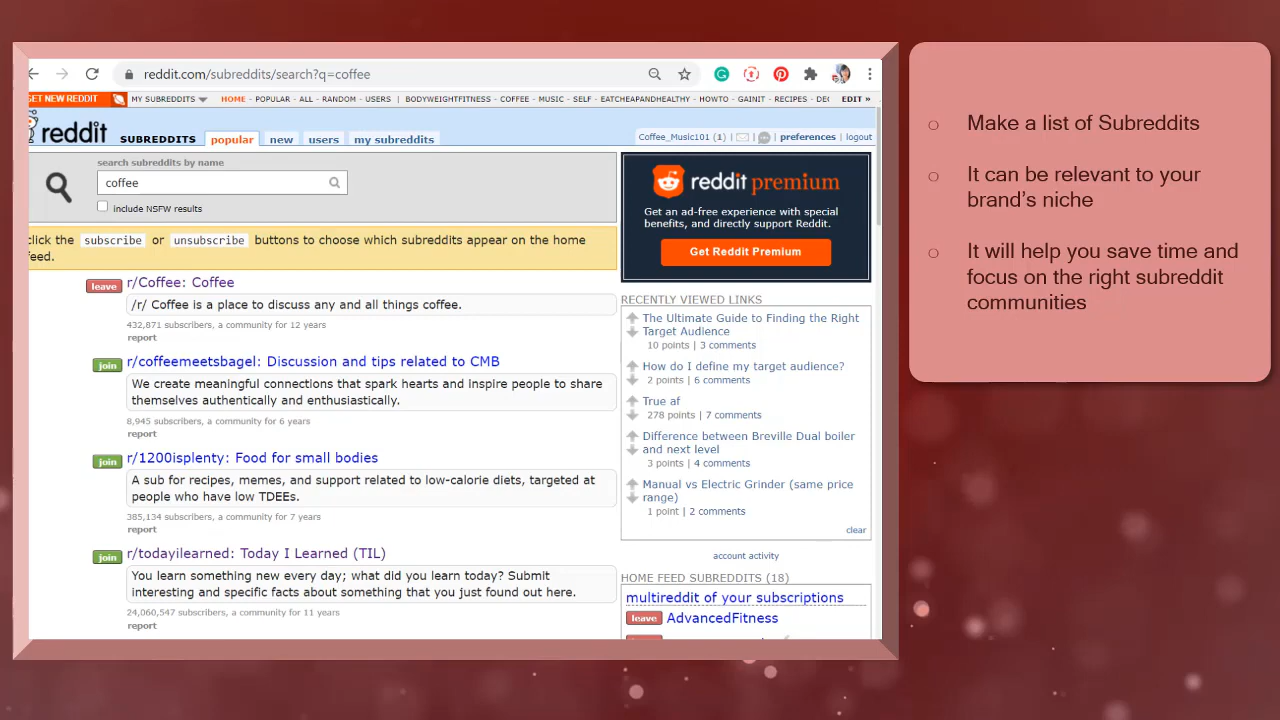 reddit.com/subreddits/search?q=coffee
GET NEW REDDIT MY SUBREDDITS HOME - POPULAR - ALL - RANDOM - USERS | BODYWEIGHTFITNESS - COFFEE - MUSIC - SELF - EATCHEAPANDHEALTHY - HOWTO - GAINIT - RECIPES - DEC EDIT »
reddit SUBREDDITS popular new users my subreddits
Coffee_Music101 (1) | | | preferences | logout
search subreddits by name
coffee
include NSFW results
click the subscribe or unsubscribe buttons to choose which subreddits appear on the home
feed.
leave r/Coffee: Coffee
/r/ Coffee is a place to discuss any and all things coffee.
432,871 subscribers, a community for 12 years
report
join r/coffeemeetsbagel: Discussion and tips related to CMB
We create meaningful connections that spark hearts and inspire people to share
themselves authentically and enthusiastically.
8,945 subscribers, a community for 6 years
report
join r/1200isplenty: Food for small bodies
A sub for recipes, memes, and support related to low-calorie diets, targeted at
people who have low TDEEs.
385,134 subscribers, a community for 7 years
report
join r/todayilearned: Today I Learned (TIL)
You learn something new every day; what did you learn today? Submit
interesting and specific facts about something that you just found out here.
24,060,547 subscribers, a community for 11 years
report
reddit premium
Get an ad-free experience with special
benefits, and directly support Reddit.
Get Reddit Premium
RECENTLY VIEWED LINKS
The Ultimate Guide to Finding the Right
Target Audience
10 points | 3 comments
How do I define my target audience?
2 points | 6 comments
True af
278 points | 7 comments
Difference between Breville Dual boiler
and next level
3 points | 4 comments
Manual vs Electric Grinder (same price
range)
1 point | 2 comments
clear
account activity
HOME FEED SUBREDDITS (18)
multireddit of your subscriptions
leave AdvancedFitness
Make a list of Subreddits
It can be relevant to your
brand's niche
It will help you save time and
focus on the right subreddit
communities